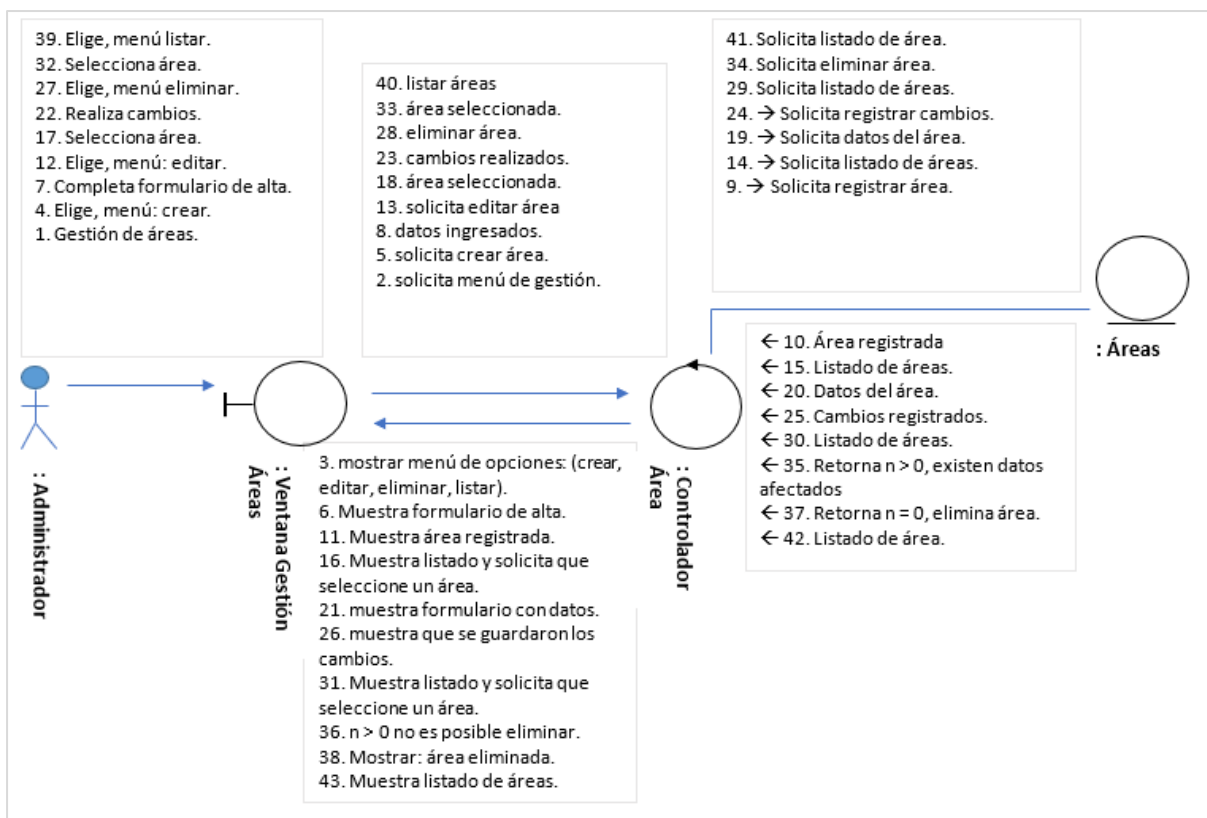 39. Elige, menú listar.
32. Selecciona área.
27. Elige, menú eliminar.
22. Realiza cambios.
17. Selecciona área.
12. Elige, menú: editar.
7. Completa formulario de alta.
4. Elige, menú: crear.
1. Gestión de áreas.
40. listar áreas
33. área seleccionada.
28. eliminar área.
23. cambios realizados.
18. área seleccionada.
13. solicita editar área
8. datos ingresados.
5. solicita crear área.
2. solicita menú de gestión.
41. Solicita listado de área.
34. Solicita eliminar área.
29. Solicita listado de áreas.
24. → Solicita registrar cambios.
19. → Solicita datos del área.
14. → Solicita listado de áreas.
9. → Solicita registrar área.
: Áreas
← 10. Área registrada
← 15. Listado de áreas.
← 20. Datos del área.
← 25. Cambios registrados.
← 30. Listado de áreas.
← 35. Retorna n > 0, existen datos
afectados
← 37. Retorna n = 0, elimina área.
← 42. Listado de área.
: Administrador
: Ventana Gestión
Áreas
3. mostrar menú de opciones: (crear,
editar, eliminar, listar).
6. Muestra formulario de alta.
11. Muestra área registrada.
16. Muestra listado y solicita que
seleccione un área.
21. muestra formulario con datos.
26. muestra que se guardaron los
cambios.
31. Muestra listado y solicita que
seleccione un área.
36. n > 0 no es posible eliminar.
38. Mostrar: área eliminada.
43. Muestra listado de áreas.
: Controlador
Área